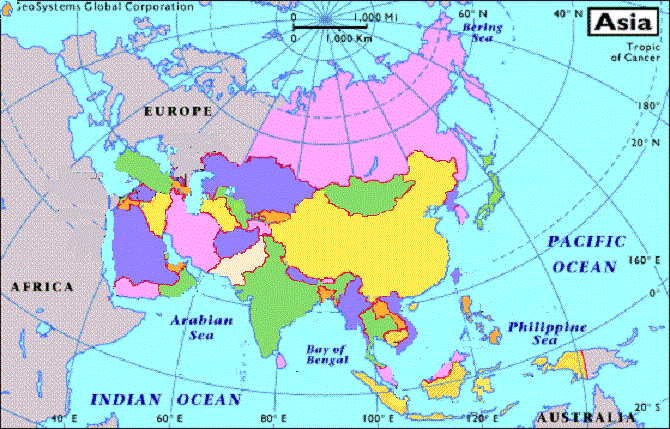 GeoSystems Global Corporation
0 1,000 Mi
0 1,000 Km
60° N
40° N
Asia
Bering
Sea
Tropic
of Cancer
EUROPE
180°
20° N
PACIFIC
OCEAN
160° E
AFRICA
0°
Arabian
Sea
Philippine
Sea
Bay of
Bengal
INDIAN OCEAN
40° E
60° E
80° E
100° E
120° E
AUSTRALIA
20° S